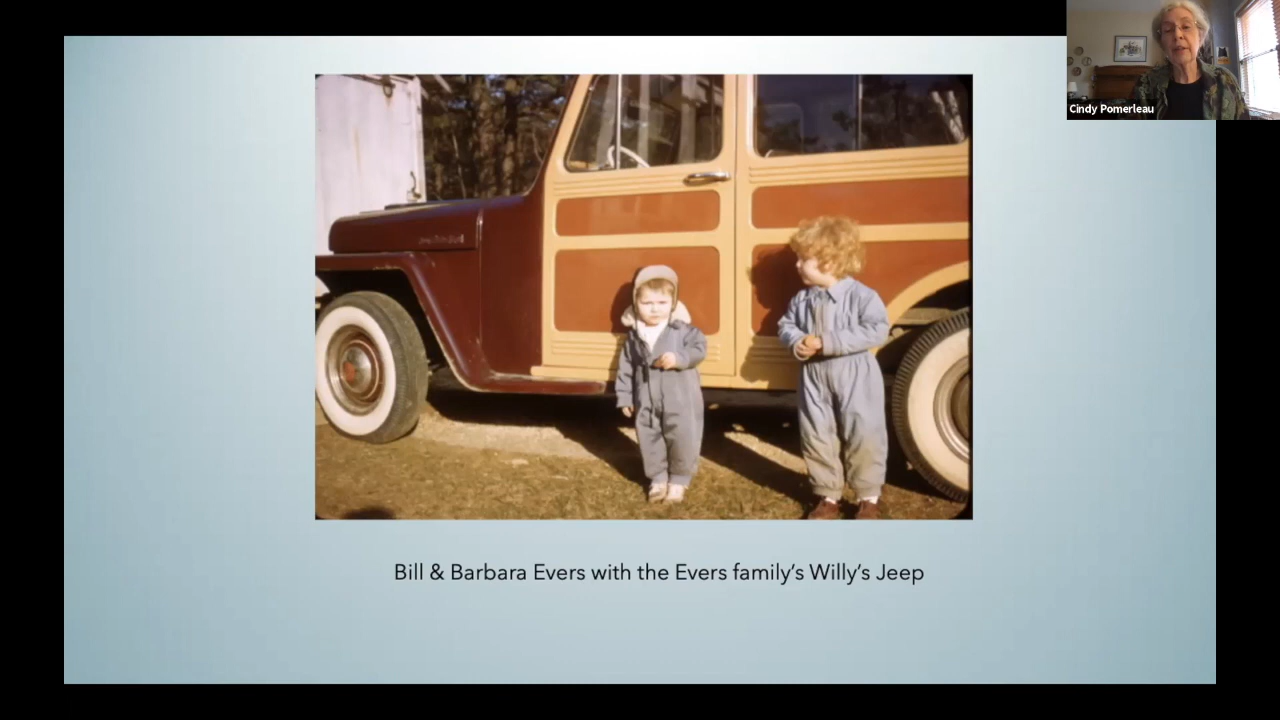 Cindy Pomerleau
Bill & Barbara Evers with the Evers family’s Willy’s Jeep